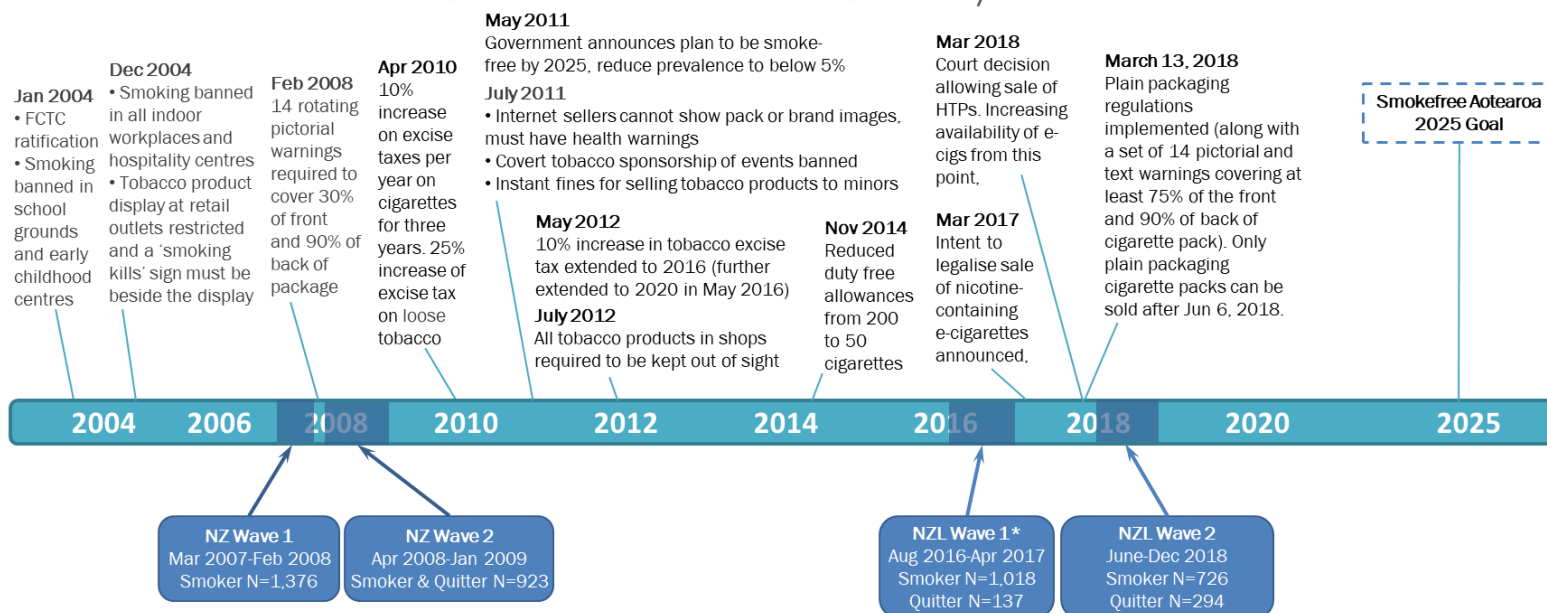 Jan 2004
• FCTC
ratification
• Smoking
banned in
school
grounds
and early
childhood
centres
Dec 2004
• Smoking banned
in all indoor
workplaces and
hospitality centres
• Tobacco product
display at retail
outlets restricted
and a ‘smoking
kills’ sign must be
beside the display
Feb 2008
14 rotating
pictorial
warnings
required to
cover 30%
of front
and 90% of
back of
package
Apr 2010
10%
increase
on excise
taxes per
year on
cigarettes
for three
years. 25%
increase of
excise tax
on loose
tobacco
May 2011
Government announces plan to be smoke-
free by 2025, reduce prevalence to below 5%
July 2011
• Internet sellers cannot show pack or brand images,
must have health warnings
• Covert tobacco sponsorship of events banned
• Instant fines for selling tobacco products to minors
May 2012
10% increase in tobacco excise
tax extended to 2016 (further
extended to 2020 in May 2016)
July 2012
All tobacco products in shops
required to be kept out of sight
Nov 2014
Reduced
duty free
allowances
from 200
to 50
cigarettes
Mar 2018
Court decision
allowing sale of
HTPs. Increasing
availability of e-
cigs from this
point,
Mar 2017
Intent to
legalise sale
of nicotine-
containing
e-cigarettes
announced,
March 13, 2018
Plain packaging
regulations
implemented (along with
a set of 14 pictorial and
text warnings covering at
least 75% of the front
and 90% of back of
cigarette pack). Only
plain packaging
cigarette packs can be
sold after Jun 6, 2018.
Smokefree Aotearoa
2025 Goal
2004 2006 2008 2010 2012 2014 2016 2018 2020 2025
NZ Wave 1
Mar 2007-Feb 2008
Smoker N=1,376
NZ Wave 2
Apr 2008-Jan 2009
Smoker & Quitter N=923
NZL Wave 1*
Aug 2016-Apr 2017
Smoker N=1,018
Quitter N=137
NZL Wave 2
June-Dec 2018
Smoker N=726
Quitter N=294